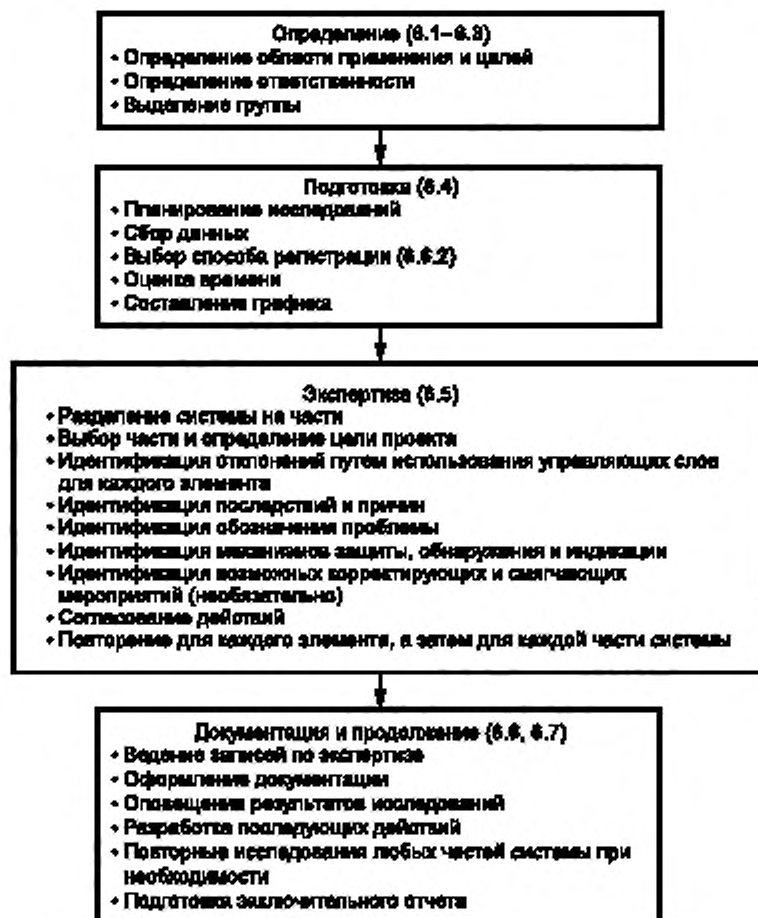 Определение (6.1–6.3)
• Определение области применения и целей
• Определение ответственности
• Выделение группы
Подготовка (6.4)
• Планирование исследований
• Сбор данных
• Выбор способа регистрации (6.6.2)
• Оценка времени
• Составление графика
Экспертиза (6.5)
• Разделение системы на части
• Выбор части и определение цели проекта
• Идентификация отклонений путем использования управляющих слов
для каждого элемента
• Идентификация последствий и причин
• Идентификация обозначения проблемы
• Идентификация механизмов защиты, обнаружения и индикации
• Идентификация возможных корректирующих и смягчающих
мероприятий (необязательно)
• Согласование действий
• Повторение для каждого элемента, а затем для каждой части системы
Документация и продолжение (6.6, 6.7)
• Ведение записей по экспертизе
• Оформление документации
• Оповещение результатов исследований
• Разработка последующих действий
• Повторные исследования любых частей системы при
необходимости
• Подготовка заключительного отчета